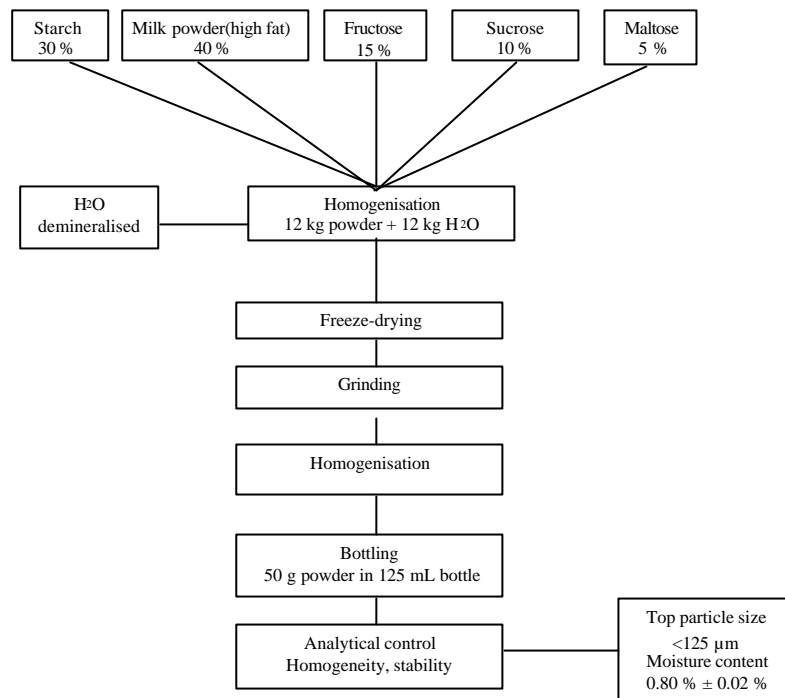 Starch
30 %
Milk powder(high fat)
40 %
Fructose
15 %
Sucrose
10 %
Maltose
5 %
H2O
demineralised
Homogenisation
12 kg powder + 12 kg H2O
Freeze-drying
Grinding
Homogenisation
Bottling
50 g powder in 125 mL bottle
Analytical control
Homogeneity, stability
Top particle size
<125 µm
Moisture content
0.80 % ± 0.02 %